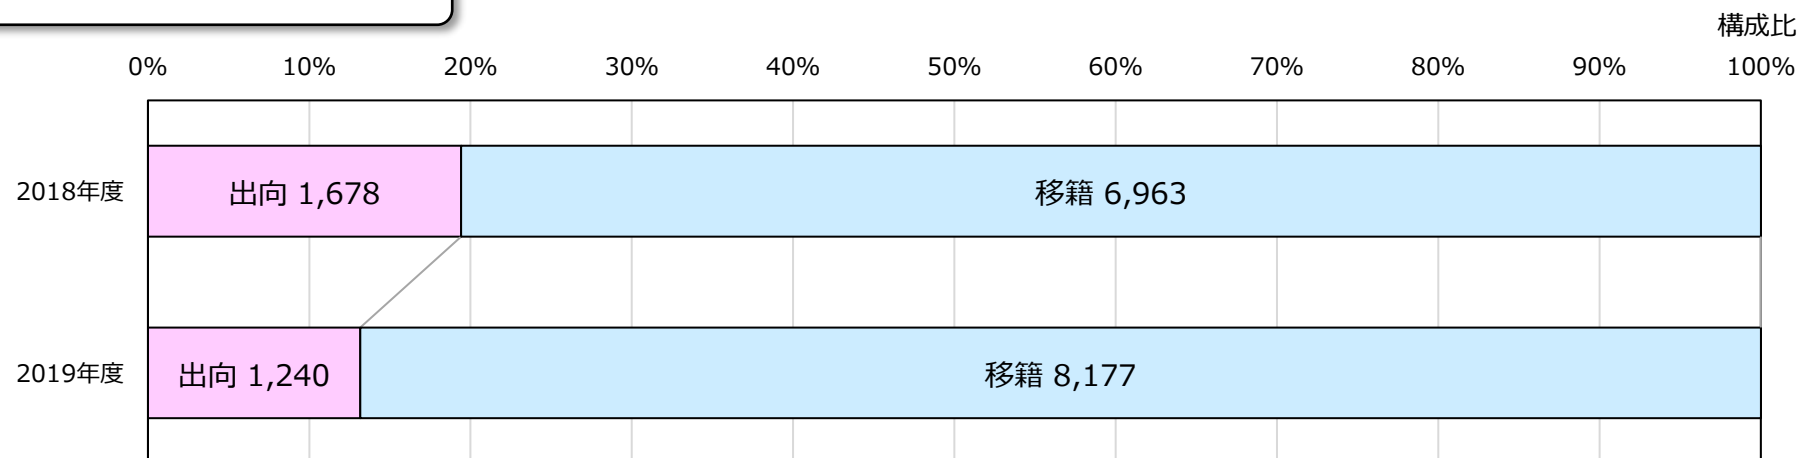 構成比
0% 10% 20% 30% 40% 50% 60% 70% 80% 90% 100%
2018年度 出向 1,678 移籍 6,963
2019年度 出向 1,240 移籍 8,177